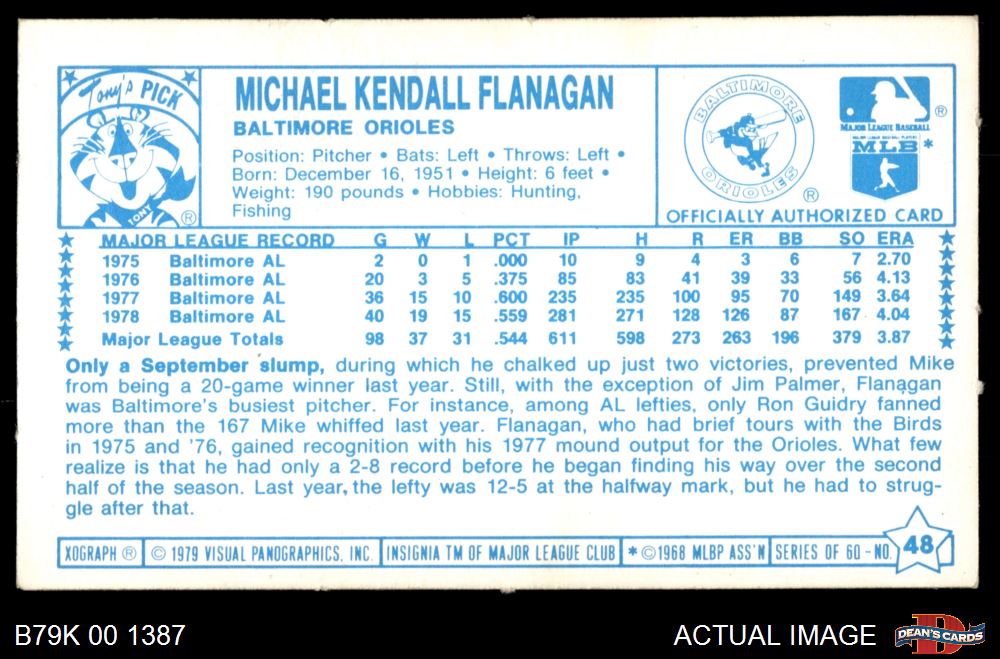 Tony's PICK
TONY
®
MICHAEL KENDALL FLANAGAN
BALTIMORE ORIOLES
Position: Pitcher • Bats: Left • Throws: Left •
Born: December 16, 1951 • Height: 6 feet •
Weight: 190 pounds • Hobbies: Hunting,
Fishing
BALTIMORE
ORIOLES
®
®
MAJOR LEAGUE BASEBALL
MAJOR LEAGUE BASEBALL PLAYERS
MLB *
OFFICIALLY AUTHORIZED CARD
MAJOR LEAGUE RECORD G W L PCT IP H R ER BB SO ERA
1975 Baltimore AL 2 0 1 .000 10 9 4 3 6 7 2.70
1976 Baltimore AL 20 3 5 .375 85 83 41 39 33 56 4.13
1977 Baltimore AL 36 15 10 .600 235 235 100 95 70 149 3.64
1978 Baltimore AL 40 19 15 .559 281 271 128 126 87 167 4.04
Major League Totals 98 37 31 .544 611 598 273 263 196 379 3.87
Only a September slump, during which he chalked up just two victories, prevented Mike
from being a 20-game winner last year. Still, with the exception of Jim Palmer, Flanagan
was Baltimore's busiest pitcher. For instance, among AL lefties, only Ron Guidry fanned
more than the 167 Mike whiffed last year. Flanagan, who had brief tours with the Birds
in 1975 and '76, gained recognition with his 1977 mound output for the Orioles. What few
realize is that he had only a 2-8 record before he began finding his way over the second
half of the season. Last year, the lefty was 12-5 at the halfway mark, but he had to strug-
gle after that.
XOGRAPH ® © 1979 VISUAL PANOGRAPHICS, INC. INSIGNIA TM OF MAJOR LEAGUE CLUB * ©1968 MLBP ASS'N SERIES OF 60 - NO. 48
B79K 00 1387
ACTUAL IMAGE
DEAN'S CARDS